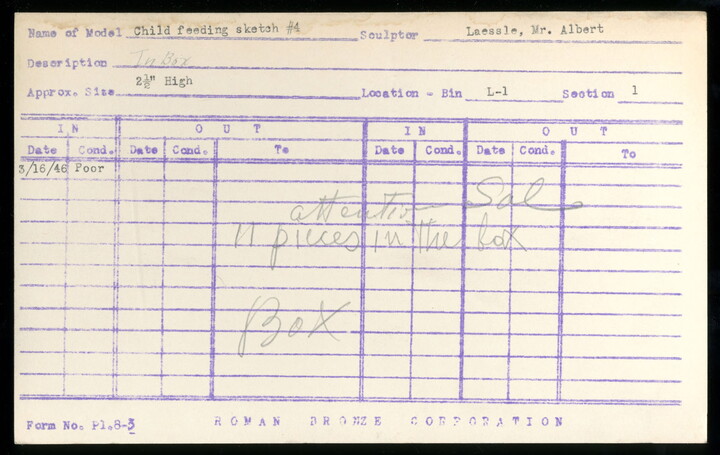 Name of Model Child feeding sketch #4 Sculptor Laessle, Mr. Albert
Description In Box
Approx. Size 2½" High Location - Bin L-1 Section 1
IN OUT IN OUT
Date Cond. Date Cond. To Date Cond. Date Cond. To
3/16/46 Poor
attention Sal
11 pieces in the box
Box
Form No. Pl.8-3 ROMAN BRONZE CORPORATION